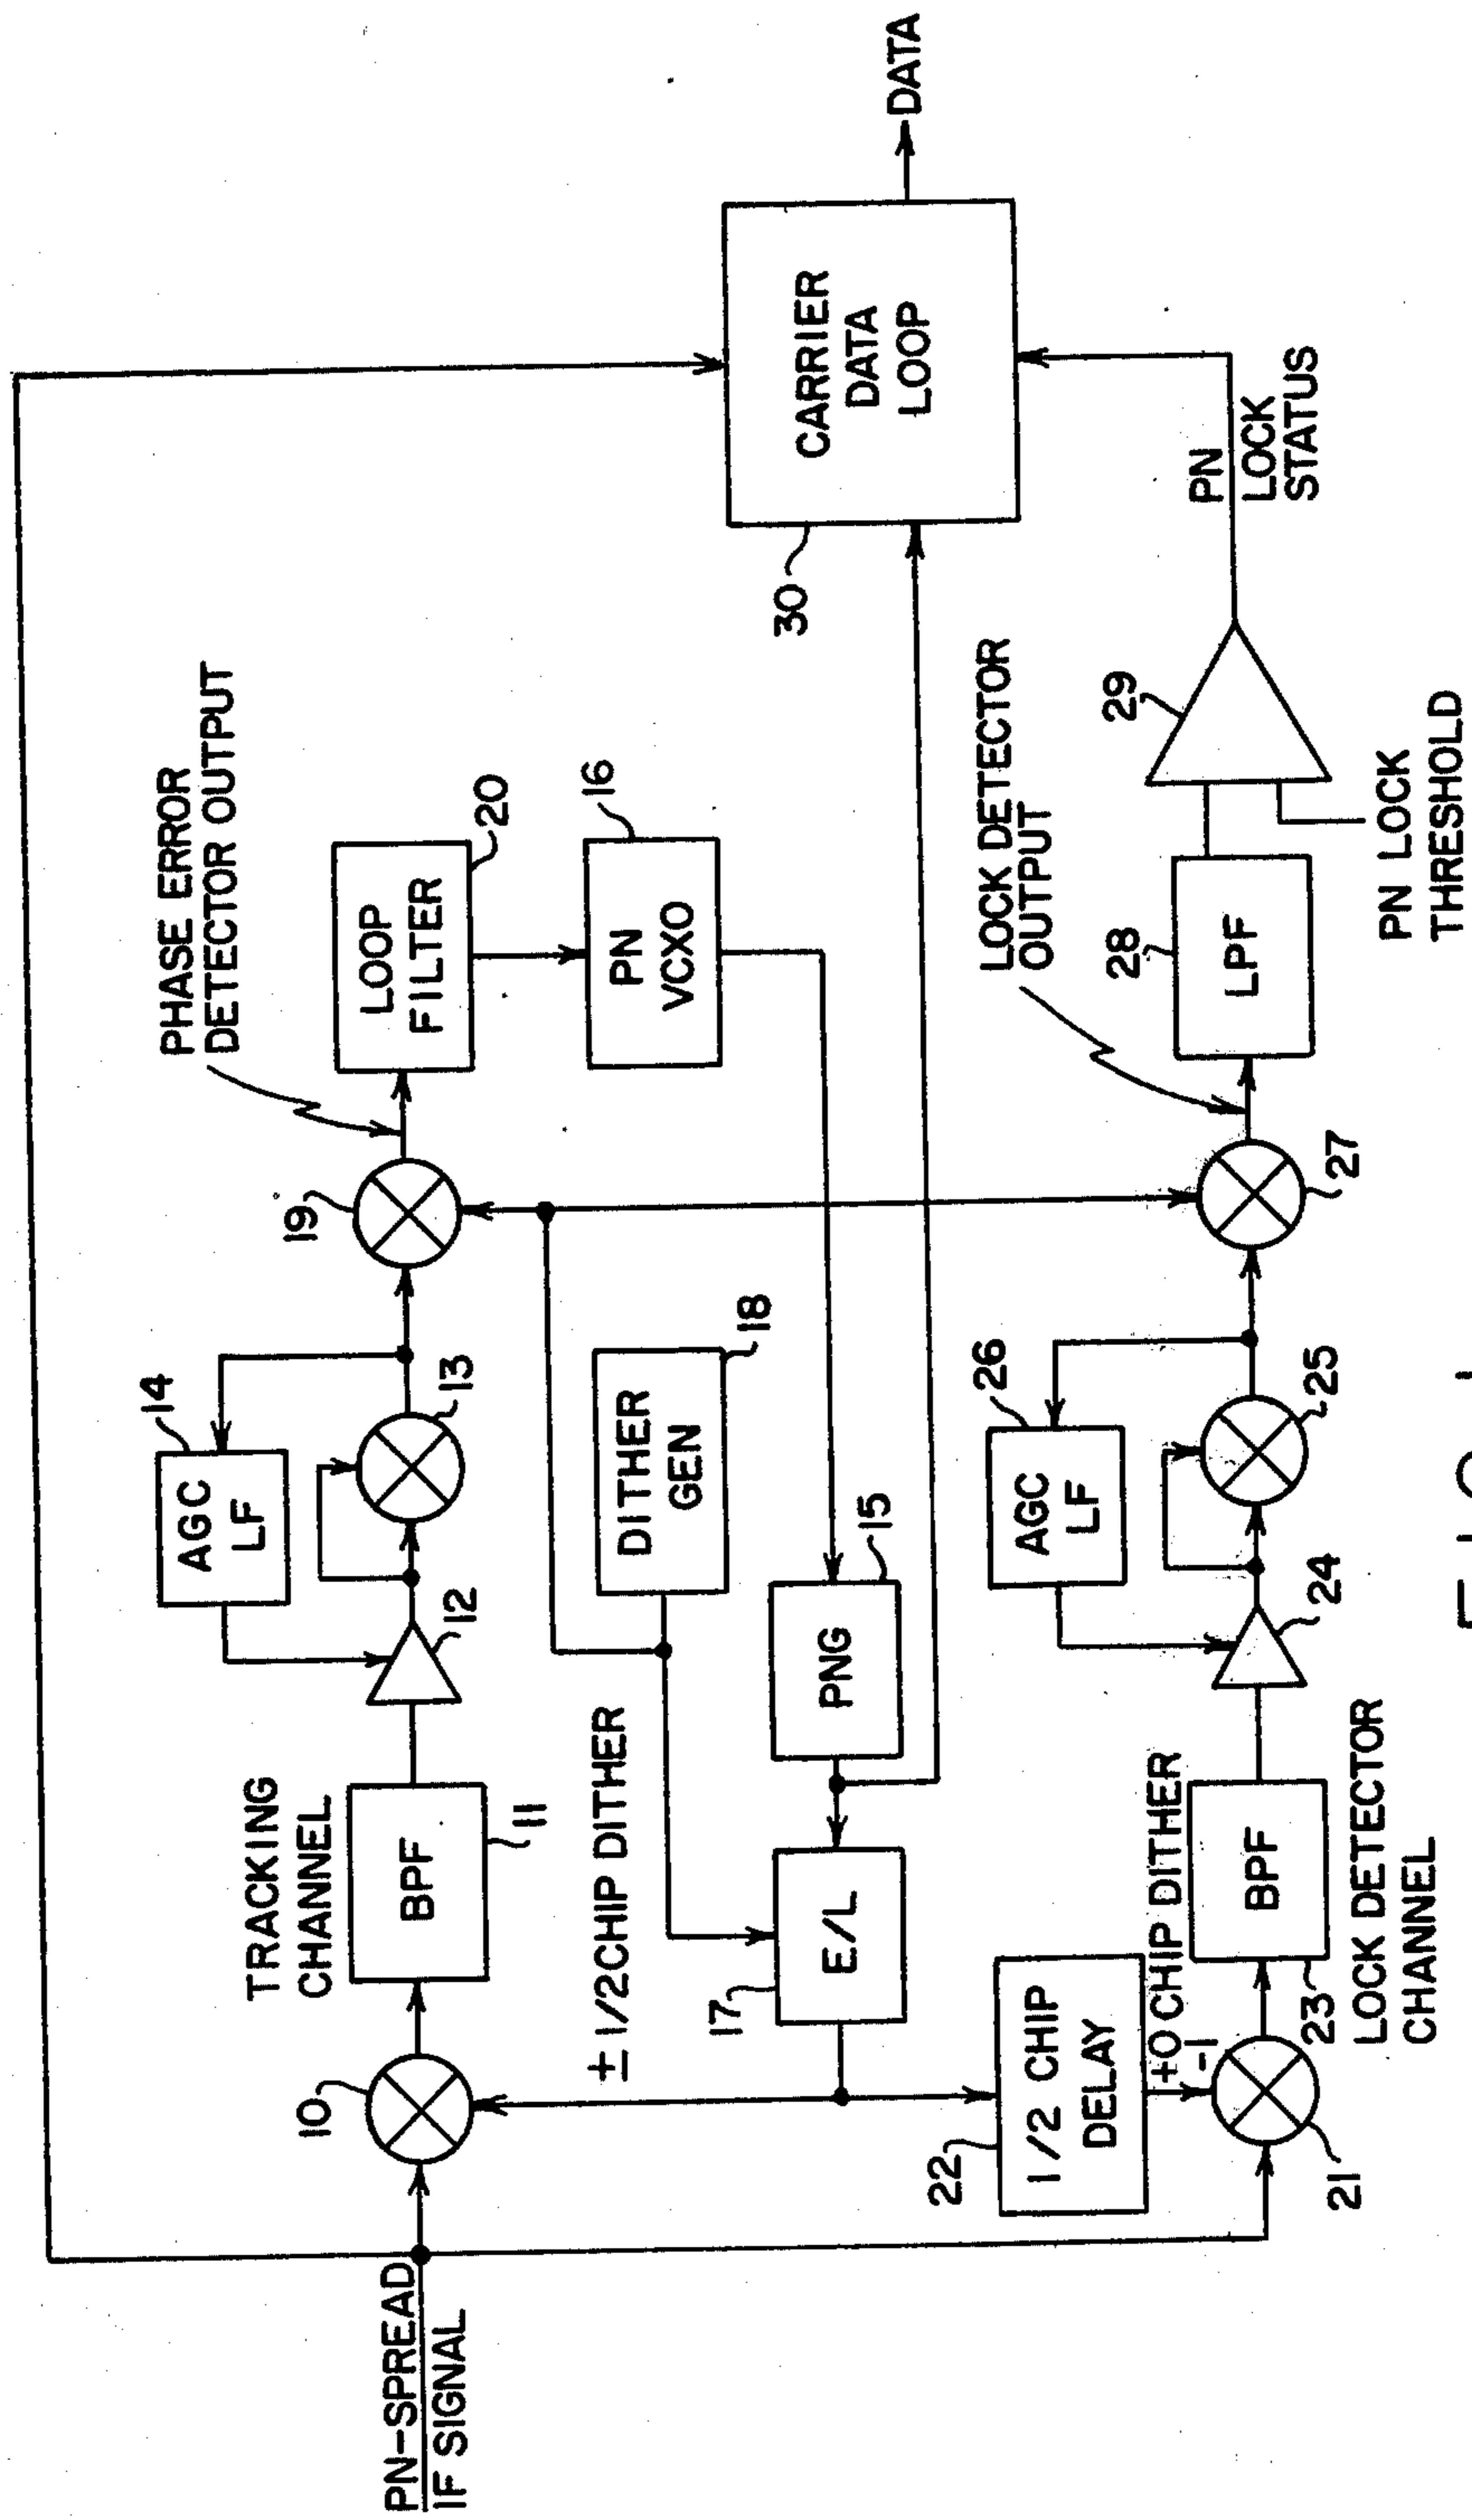 PN-SPREAD
IF SIGNAL
10
TRACKING
CHANNEL
BPF
11
12
14
AGC
LF
13
19
PHASE ERROR
DETECTOR OUTPUT
LOOP
FILTER
20
PN
VCXO
16
± 1/2 CHIP DITHER
DITHER
GEN
18
17
E/L
PNG
15
30
CARRIER
DATA
LOOP
DATA
22
1/2 CHIP
DELAY
+0 CHIP DITHER
-1
21
BPF
23
LOCK DETECTOR
CHANNEL
24
26
AGC
LF
25
27
LOCK DETECTOR
OUTPUT
28
LPF
29
PN LOCK
THRESHOLD
PN
LOCK
STATUS